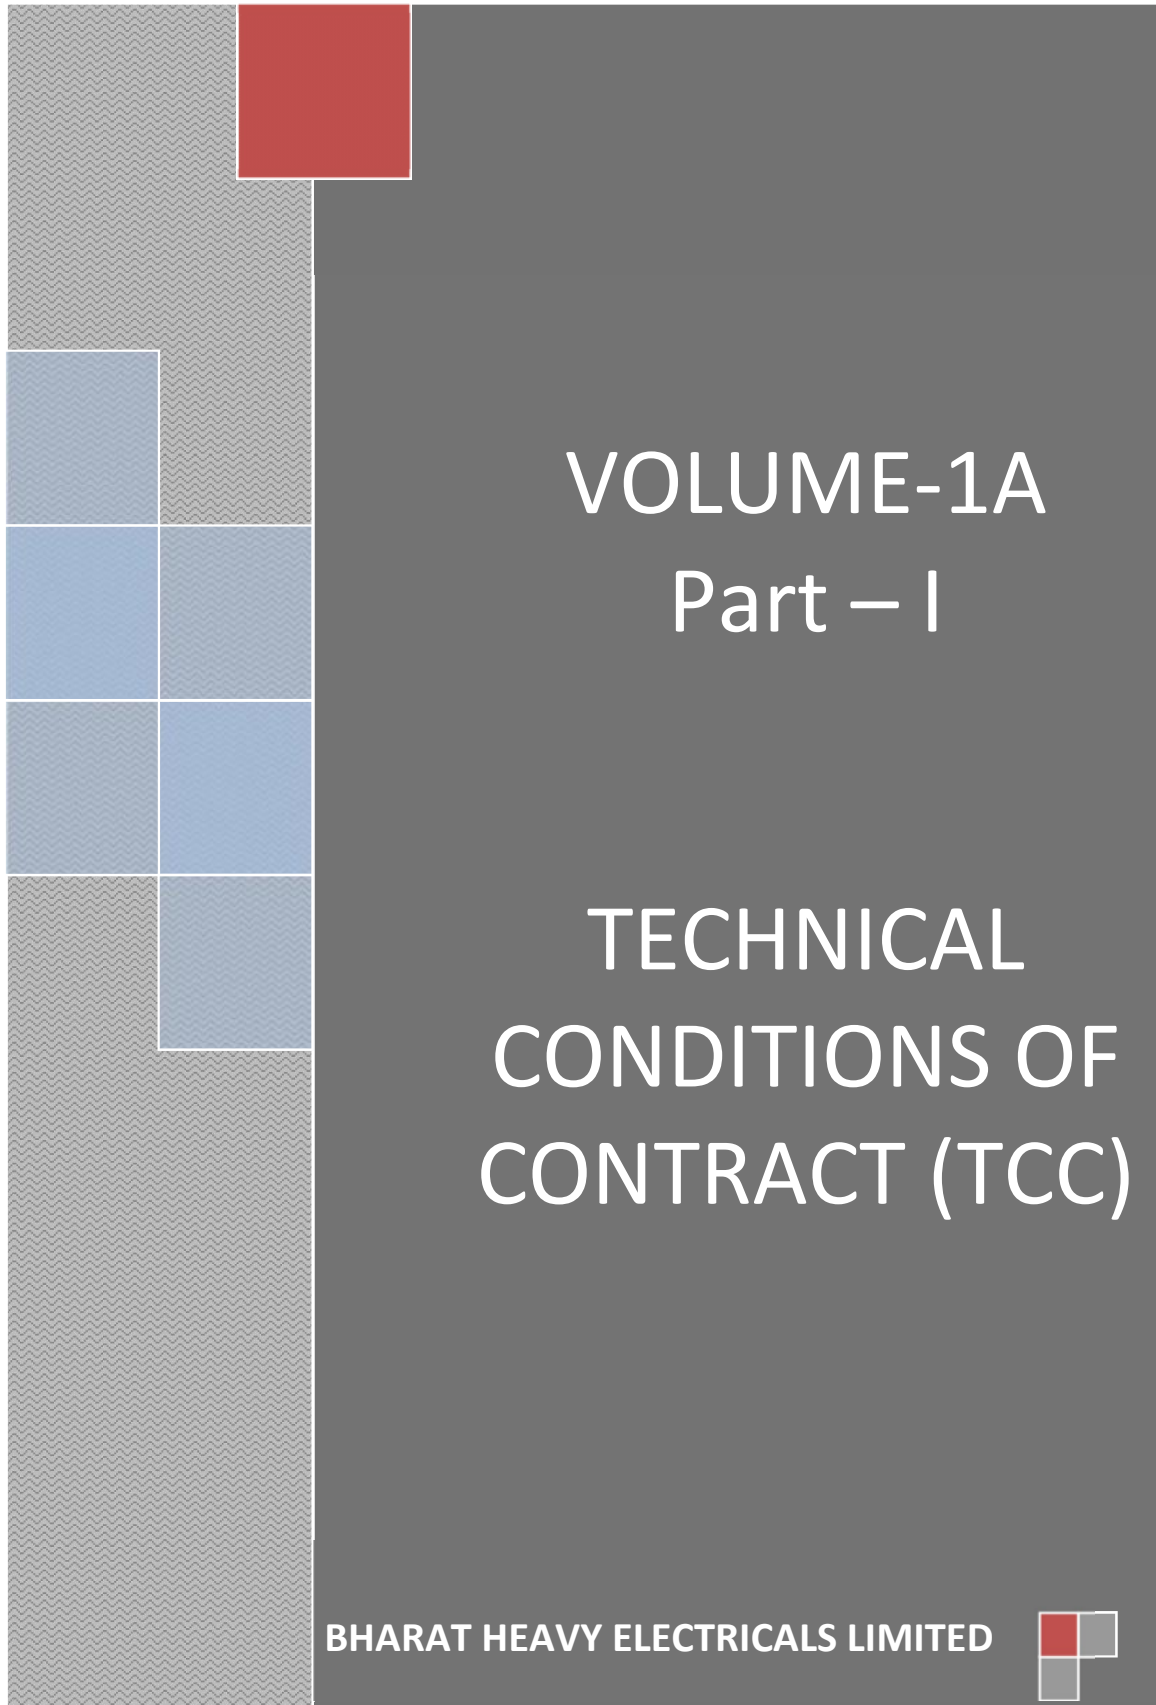 VOLUME-1A
Part – I
TECHNICAL
CONDITIONS OF
CONTRACT (TCC)
BHARAT HEAVY ELECTRICALS LIMITED